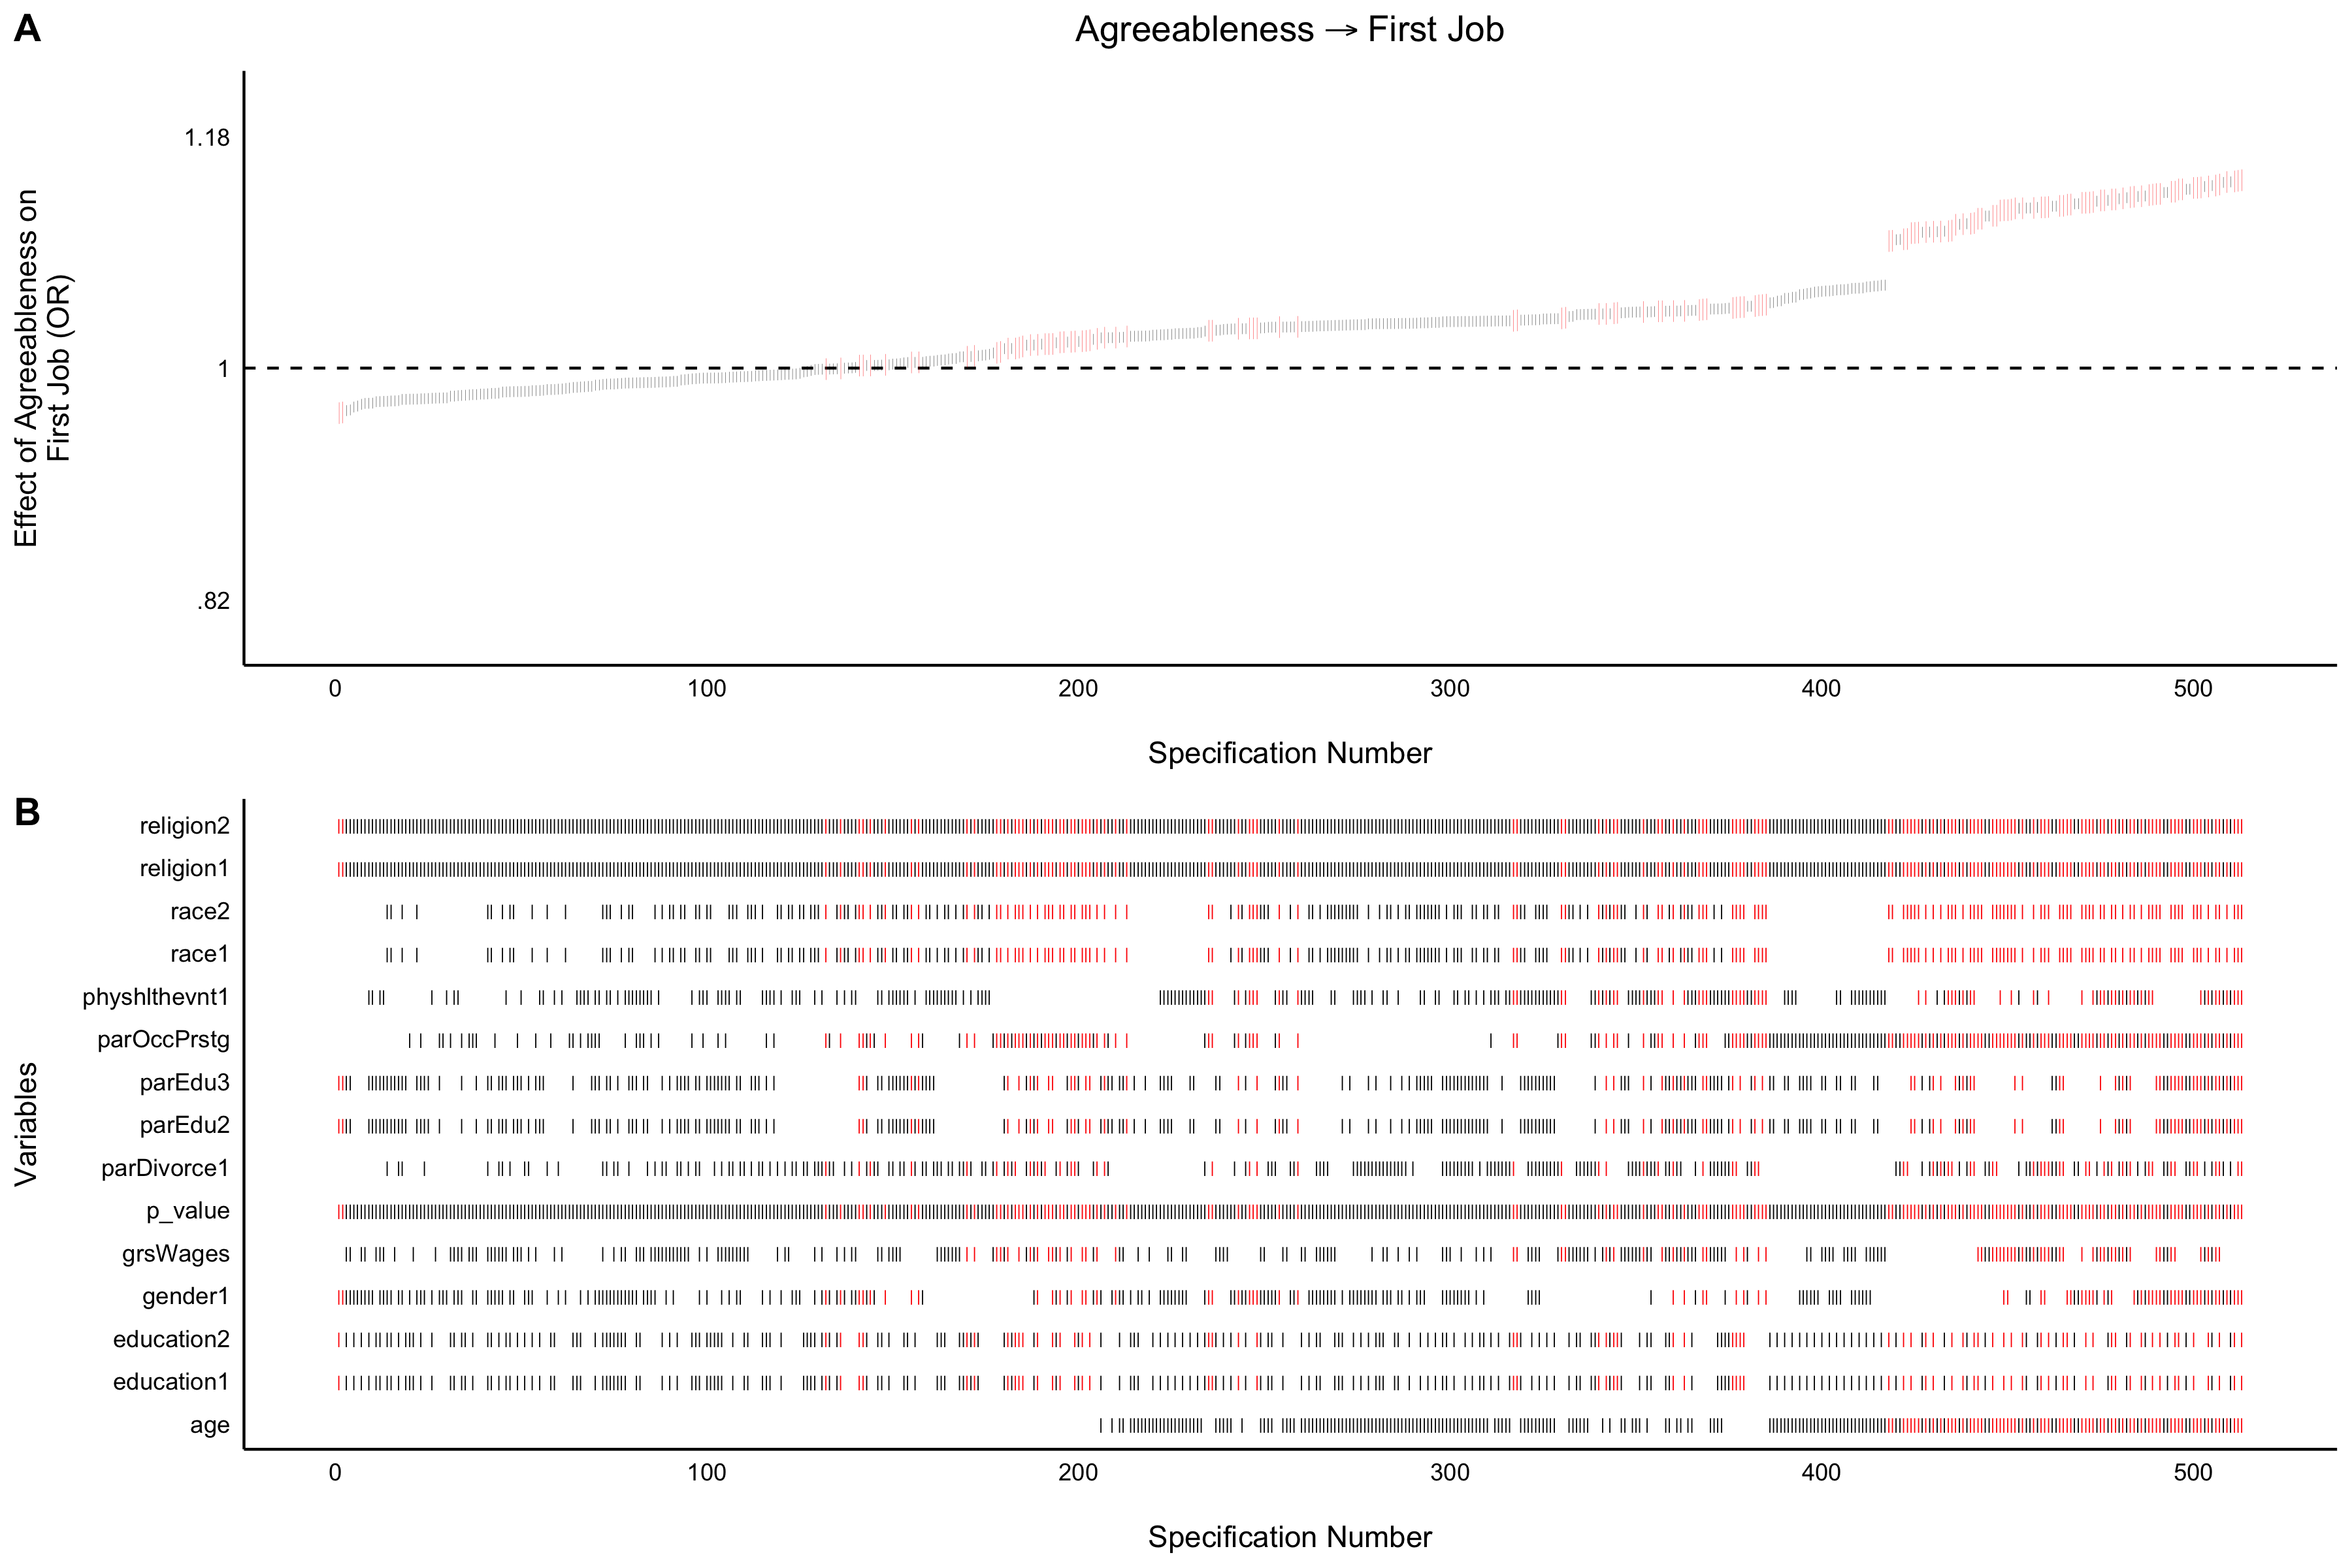 A
Agreeableness → First Job
Effect of Agreeableness on
First Job (OR)
1.18
1
.82
0 100 200 300 400 500
Specification Number
B
Variables
religion2
religion1
race2
race1
physhlthevnt1
parOccPrstg
parEdu3
parEdu2
parDivorce1
p_value
grsWages
gender1
education2
education1
age
0 100 200 300 400 500
Specification Number